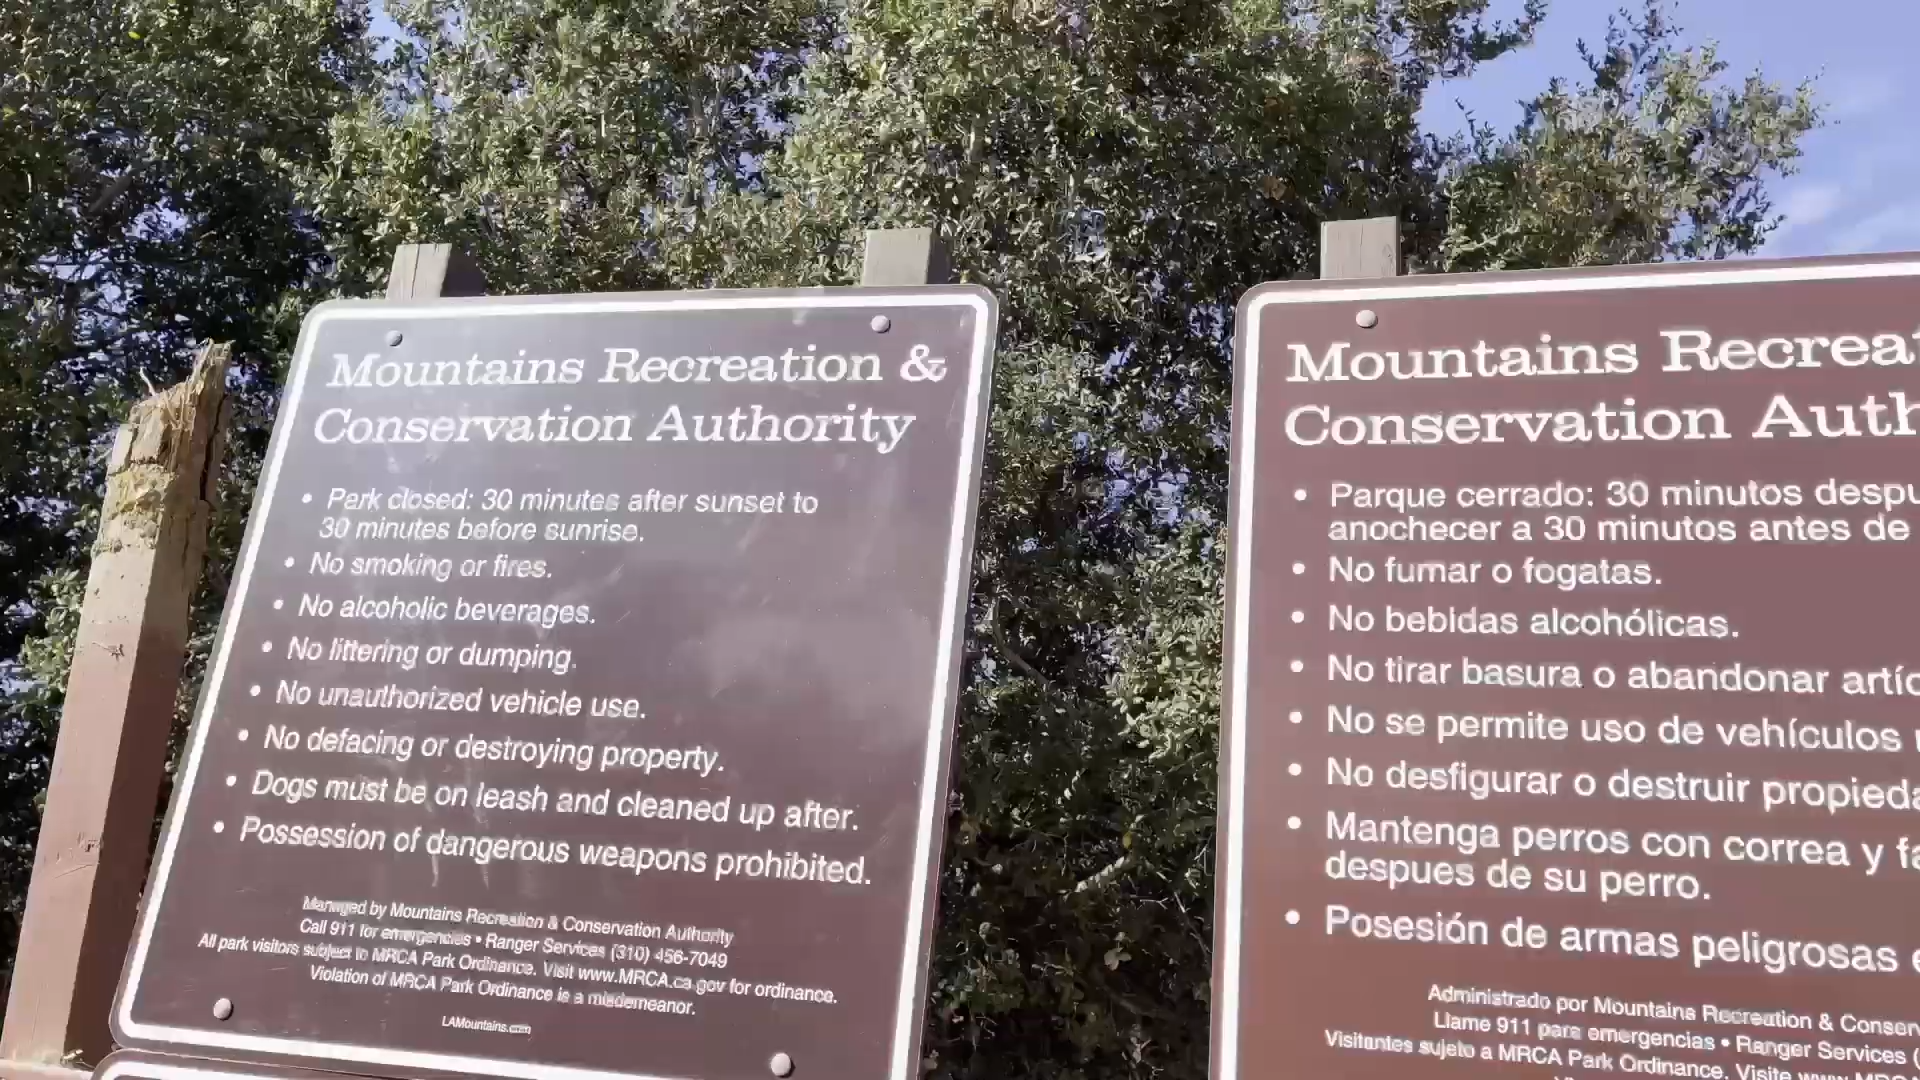 Mountains Recreation &
Conservation Authority
• Park closed: 30 minutes after sunset to
30 minutes before sunrise.
• No smoking or fires.
• No alcoholic beverages.
• No littering or dumping.
• No unauthorized vehicle use.
• No defacing or destroying property.
• Dogs must be on leash and cleaned up after.
• Possession of dangerous weapons prohibited.
Managed by Mountains Recreation & Conservation Authority
Call 911 for emergencies • Ranger Services (310) 456-7049
All park visitors subject to MRCA Park Ordinance. Visit www.MRCA.ca.gov for ordinance.
Violation of MRCA Park Ordinance is a misdemeanor.
LAMountains.com
Mountains Recreat
Conservation Auth
• Parque cerrado: 30 minutos despu
anochecer a 30 minutos antes de
• No fumar o fogatas.
• No bebidas alcohólicas.
• No tirar basura o abandonar artíc
• No se permite uso de vehículos
• No desfigurar o destruir propieda
• Mantenga perros con correa y fa
despues de su perro.
• Posesión de armas peligrosas e
Administrado por Mountains Recreation & Conserv
Llame 911 para emergencias • Ranger Services (
Visitantes sujeto a MRCA Park Ordinance. Visite www.MRC